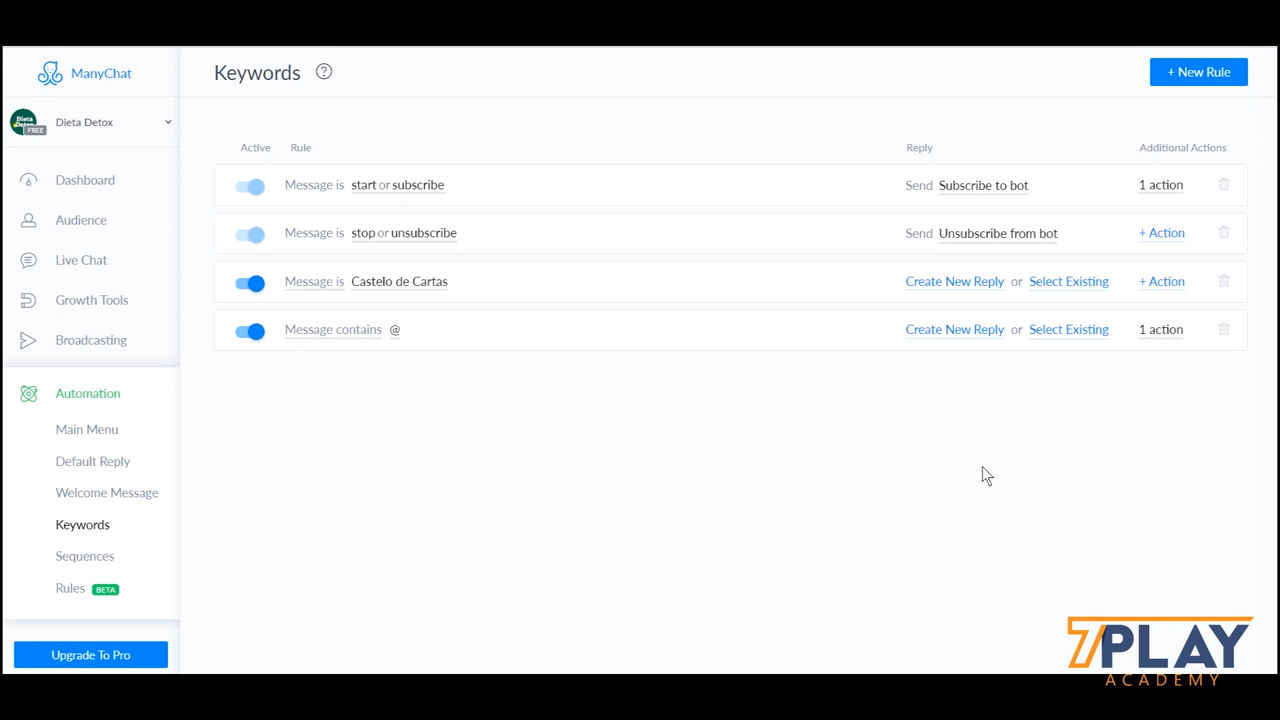 ManyChat
Keywords ?
+ New Rule
Dieta Detox
FREE
Dieta Detox
Dashboard
Audience
Live Chat
Growth Tools
Broadcasting
Automation
Main Menu
Default Reply
Welcome Message
Keywords
Sequences
Rules BETA
Upgrade To Pro
Active Rule Reply Additional Actions
Message is start or subscribe Send Subscribe to bot 1 action
Message is stop or unsubscribe Send Unsubscribe from bot + Action
Message is Castelo de Cartas Create New Reply or Select Existing + Action
Message contains @ Create New Reply or Select Existing 1 action
7PLAY
ACADEMY